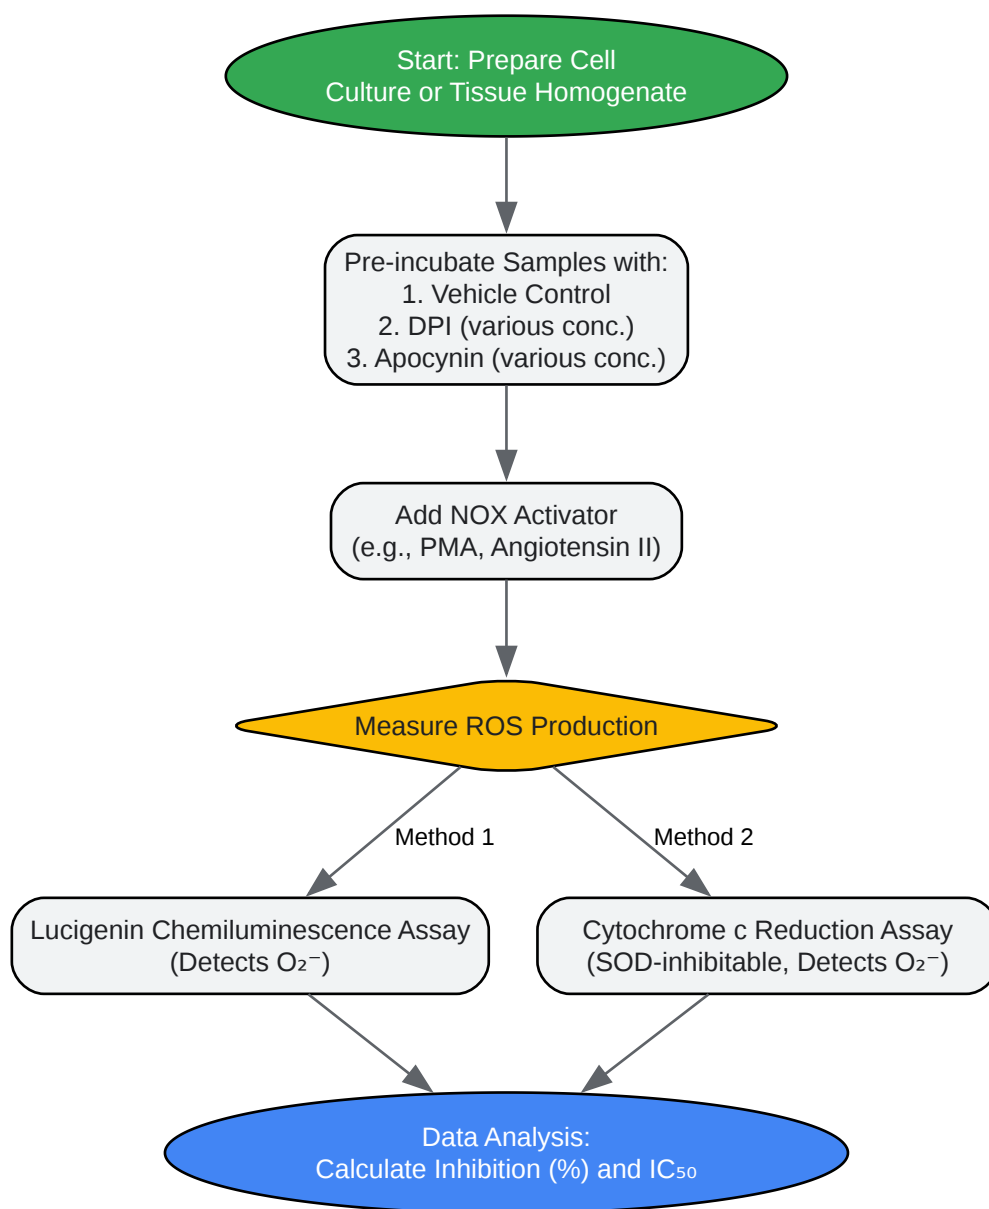 Start: Prepare Cell
Culture or Tissue Homogenate
Pre-incubate Samples with:
1. Vehicle Control
2. DPI (various conc.)
3. Apocynin (various conc.)
Add NOX Activator
(e.g., PMA, Angiotensin II)
Measure ROS Production
Method 1
Method 2
Lucigenin Chemiluminescence Assay
(Detects O₂⁻)
Cytochrome c Reduction Assay
(SOD-inhibitable, Detects O₂⁻)
Data Analysis:
Calculate Inhibition (%) and IC₅₀